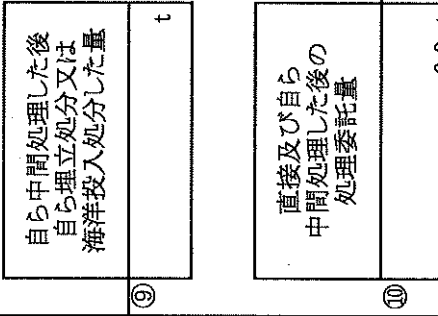 自ら中間処理した後
自ら埋立処分又は
海洋投入処分した量
⑨
t
直接及び自ら
中間処理した後の
処理委託量
⑩